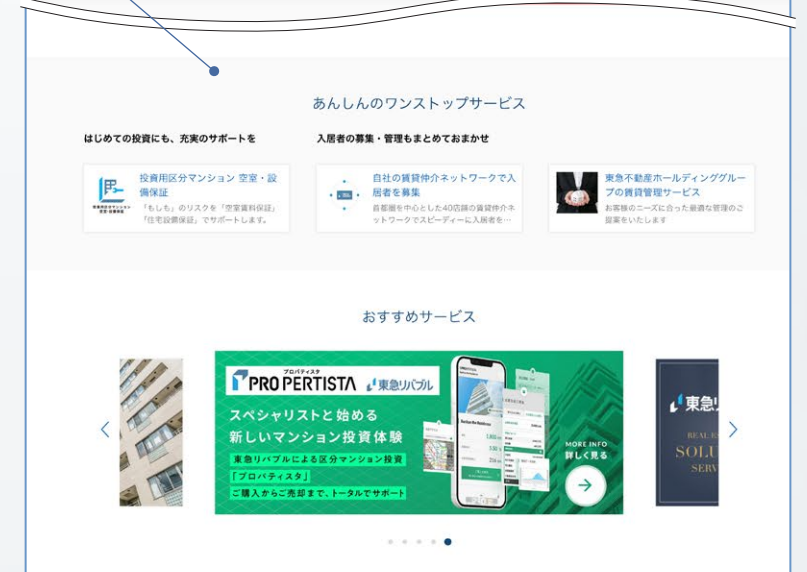 あんしんのワンストップサービス
はじめての投資にも、充実のサポートを
入居者の募集・管理もまとめておまかせ
投資用区分マンション 空室・設
備保証
「もしも」のリスクを「空室賃料保証」
「住宅設備保証」でサポートします。
自社の賃貸仲介ネットワークで入
居者を募集
首都圏を中心とした40店舗の賃貸仲介ネ
ットワークでスピーディーに入居者を…
東急不動産ホールディンググルー
プの賃貸管理サービス
お客様のニーズに合った最適な管理のご
提案をいたします
おすすめサービス
プロパティスタ
PROPERTISTA 東急リバブル
スペシャリストと始める
新しいマンション投資体験
東急リバブルによる区分マンション投資
「プロパティスタ」
ご購入からご売却まで、トータルでサポート
MORE INFO
詳しく見る
東急
REAL ES
SOLU
SERV